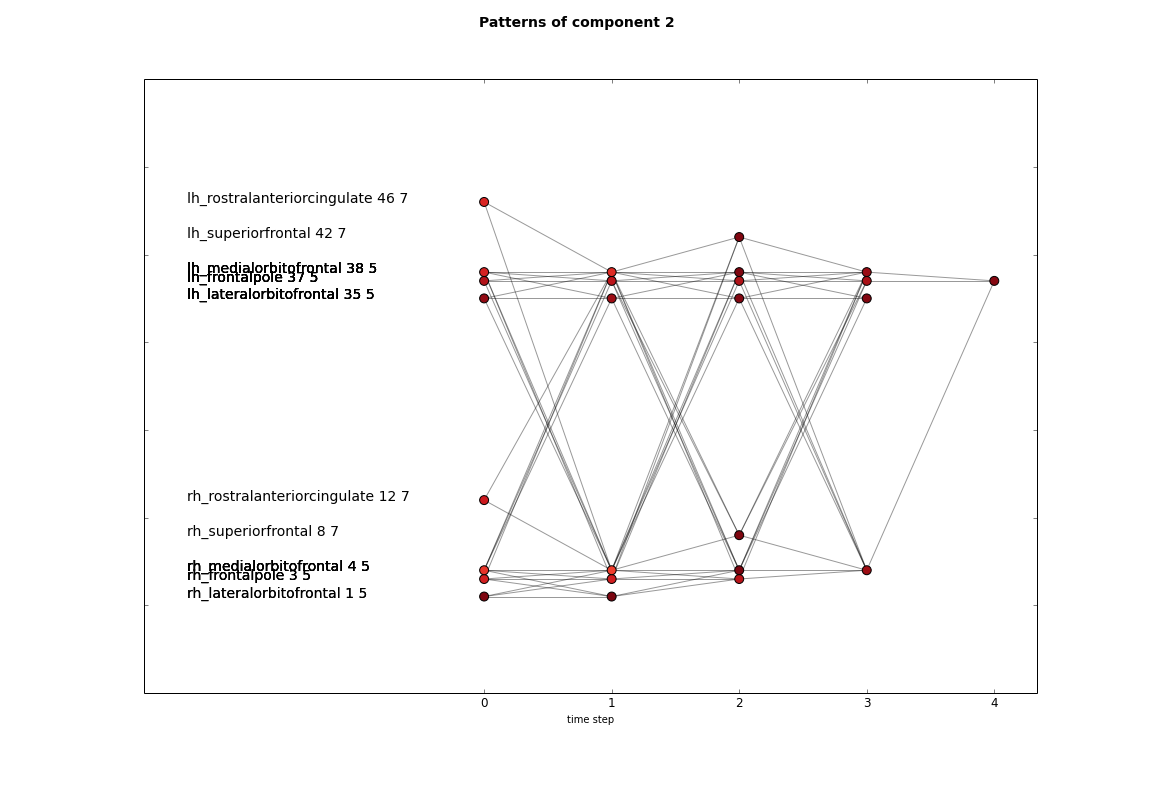 Patterns of component 2
lh_rostralanteriorcingulate 46 7
lh_superiorfrontal 42 7
lh_medialorbitofrontal 38 5
lh_frontalpole 37 5
lh_lateralorbitofrontal 35 5
rh_rostralanteriorcingulate 12 7
rh_superiorfrontal 8 7
rh_medialorbitofrontal 4 5
rh_frontalpole 3 5
rh_lateralorbitofrontal 1 5
0 1 2 3 4
time step